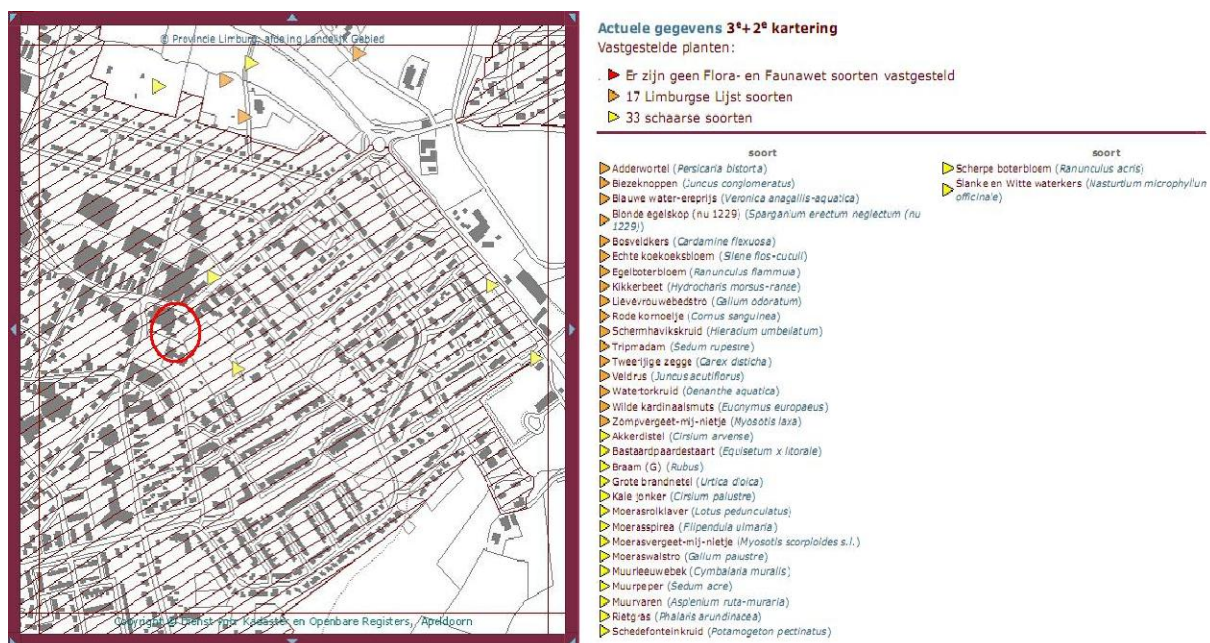 © Provincie Limburg; afdeling Landelijk Gebied
Copyright © Dienst voor Kadaster en Openbare Registers, Apeldoorn
Actuele gegevens 3e+2e kartering
Vastgestelde planten:
Er zijn geen Flora- en Faunawet soorten vastgesteld
17 Limburgse Lijst soorten
33 schaarse soorten
soort
Adderwortel (Persicaria bistorta)
Biezeknoppen (Juncus conglomeratus)
Blauwe water-ereprijs (Veronica anagallis-aquatica)
Blonde egelskop (nu 1229) (Sparganium erectum neglectum (nu
1229))
Bosveldkers (Cardamine flexuosa)
Echte koekoeksbloem (Silene flos-cuculi)
Egelboterbloem (Ranunculus flammula)
Kikkerbeet (Hydrocharis morsus-ranae)
Lievevrouwebedstro (Galium odoratum)
Rode kornoelje (Cornus sanguinea)
Schermhavikskruid (Hieracium umbellatum)
Tripmadam (Sedum rupestre)
Tweerijige zegge (Carex disticha)
Veldrus (Juncus acutiflorus)
Watertorkruid (Oenanthe aquatica)
Wilde kardinaalsmuts (Euonymus europaeus)
Zompvergeet-mij-nietje (Myosotis laxa)
Akkerdistel (Cirsium arvense)
Bastaardpaardestaart (Equisetum x litorale)
Braam (G) (Rubus)
Grote brandnetel (Urtica dioica)
Kale jonker (Cirsium palustre)
Moerasrolklaver (Lotus pedunculatus)
Moerasspirea (Filipendula ulmaria)
Moerasvergeet-mij-nietje (Myosotis scorpioides s.l.)
Moeraswalstro (Galium palustre)
Muurleeuwebek (Cymbalaria muralis)
Muurpeper (Sedum acre)
Muurvaren (Asplenium ruta-muraria)
Rietgras (Phalaris arundinacea)
Schedefonteinkruid (Potamogeton pectinatus)
soort
Scherpe boterbloem (Ranunculus acris)
Slanke en Witte waterkers (Nasturtium microphyllum
officinale)